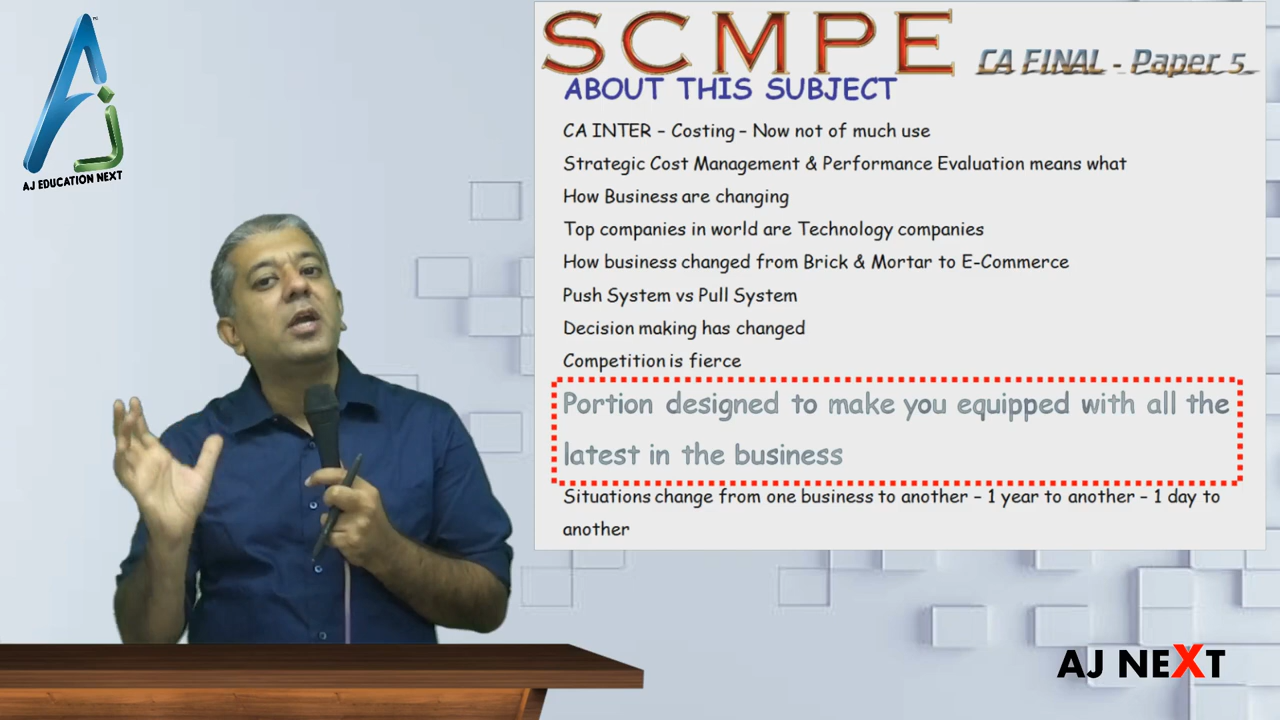 AJ EDUCATION NEXT
SCMPE
CA FINAL - Paper 5
ABOUT THIS SUBJECT
CA INTER – Costing – Now not of much use
Strategic Cost Management & Performance Evaluation means what
How Business are changing
Top companies in world are Technology companies
How business changed from Brick & Mortar to E-Commerce
Push System vs Pull System
Decision making has changed
Competition is fierce
Portion designed to make you equipped with all the
latest in the business
Situations change from one business to another – 1 year to another – 1 day to
another
AJ NEXT